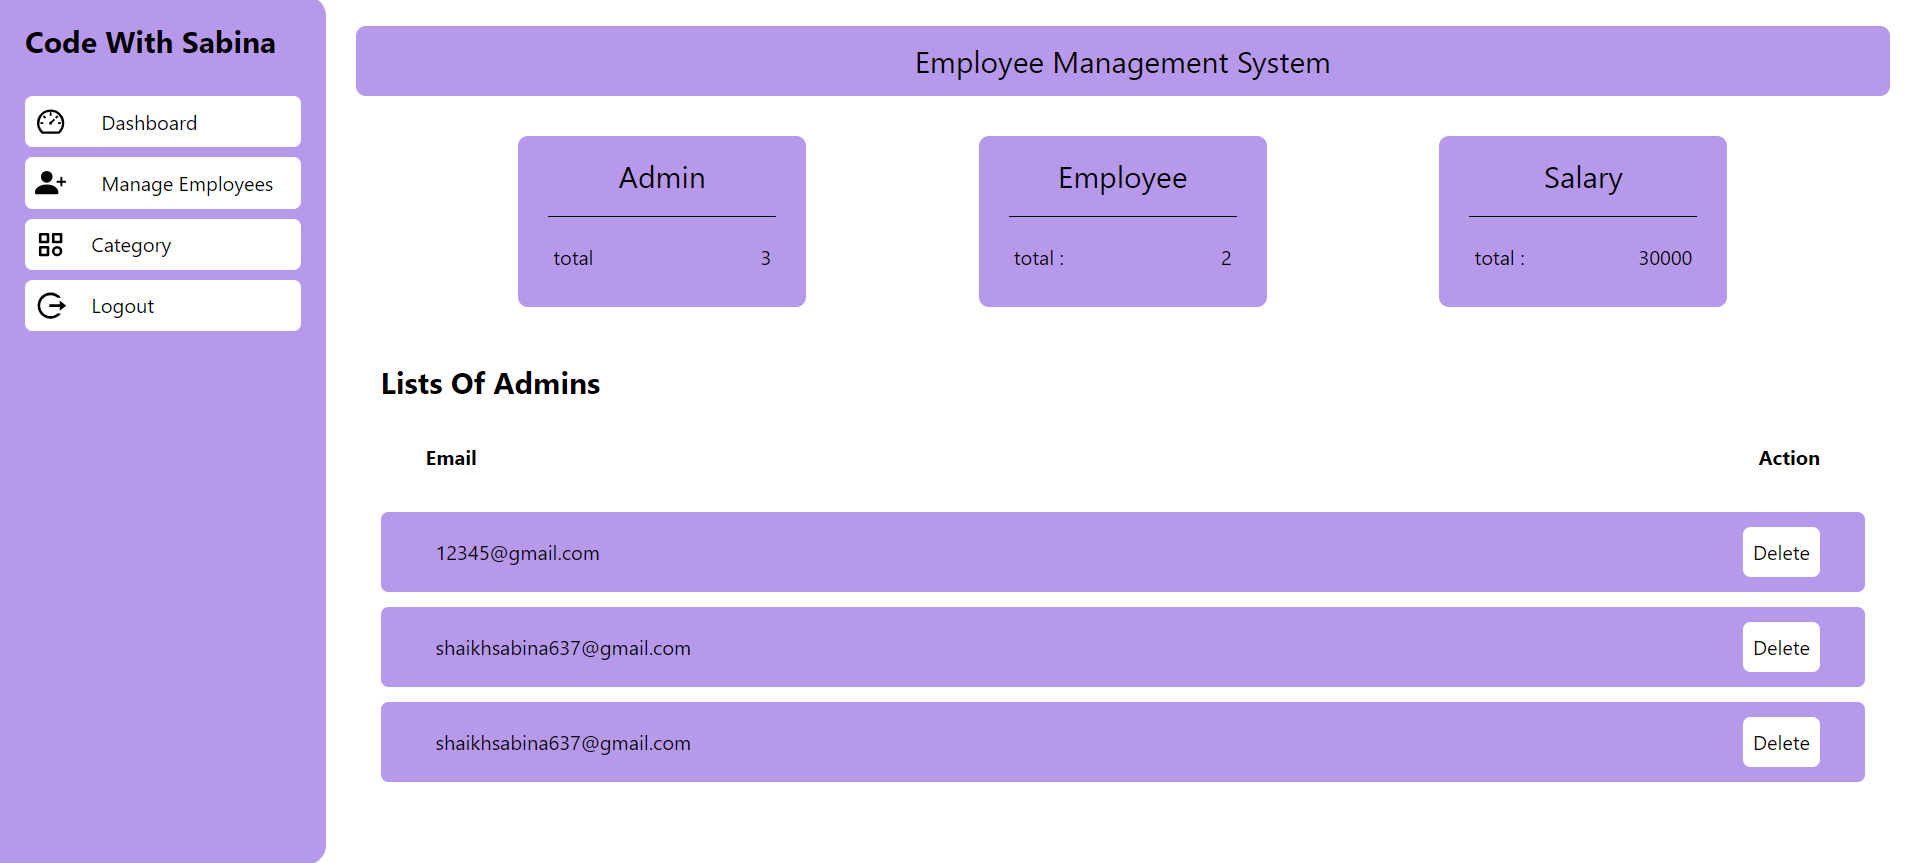 Code With Sabina
Dashboard
Manage Employees
Category
Logout
Employee Management System
Admin
total 3
Employee
total : 2
Salary
total : 30000
Lists Of Admins
Email Action
12345@gmail.com Delete
shaikhsabina637@gmail.com Delete
shaikhsabina637@gmail.com Delete